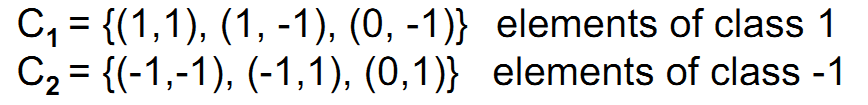 C₁ = {(1,1), (1, -1), (0, -1)} elements of class 1
C₂ = {(-1,-1), (-1,1), (0,1)} elements of class -1